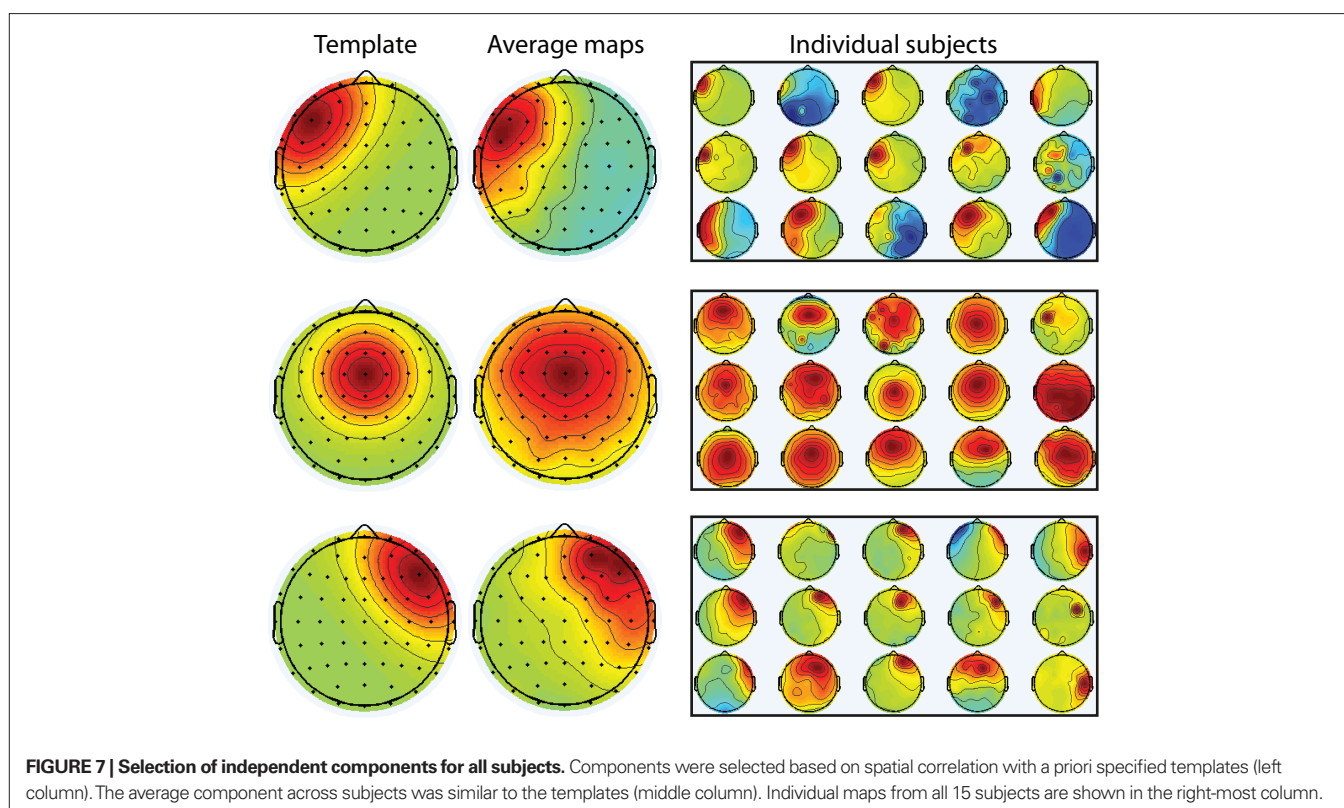 Template Average maps Individual subjects
FIGURE 7 | Selection of independent components for all subjects. Components were selected based on spatial correlation with a priori specified templates (left
column). The average component across subjects was similar to the templates (middle column). Individual maps from all 15 subjects are shown in the right-most column.